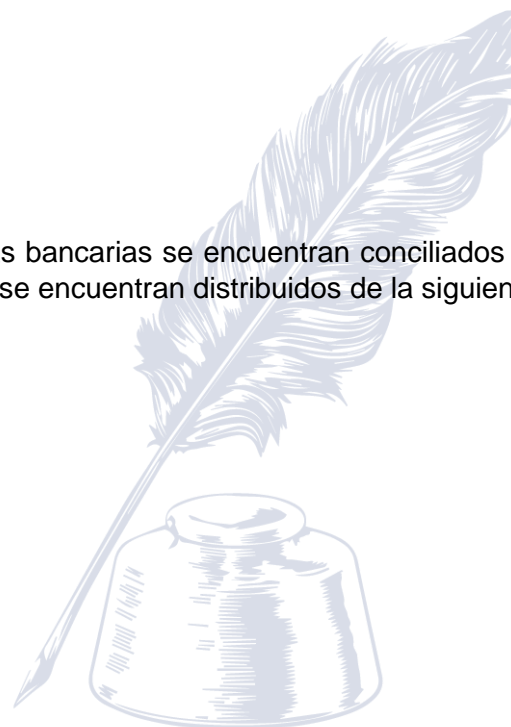 s bancarias se encuentran conciliados
se encuentran distribuidos de la siguien